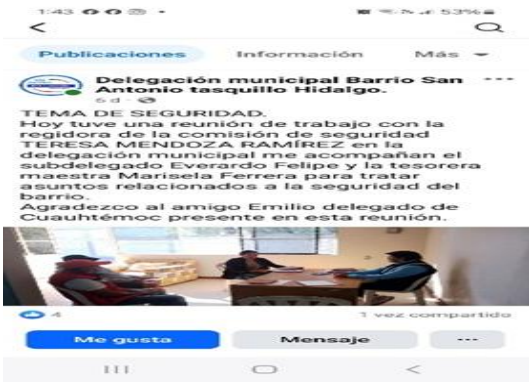 1:43
53%
Publicaciones Información Más
Delegación municipal Barrio San
Antonio tasquillo Hidalgo.
6 d
TEMA DE SEGURIDAD.
Hoy tuve una reunión de trabajo con la
regidora de la comisión de seguridad
TERESA MENDOZA RAMÍREZ en la
delegación municipal me acompañan el
subdelegado Everardo Felipe y la tesorera
maestra Marisela Ferrera para tratar
asuntos relacionados a la seguridad del
barrio.
Agradezco al amigo Emilio delegado de
Cuauhtémoc presente en esta reunión.
4
1 vez compartido
Me gusta Mensaje